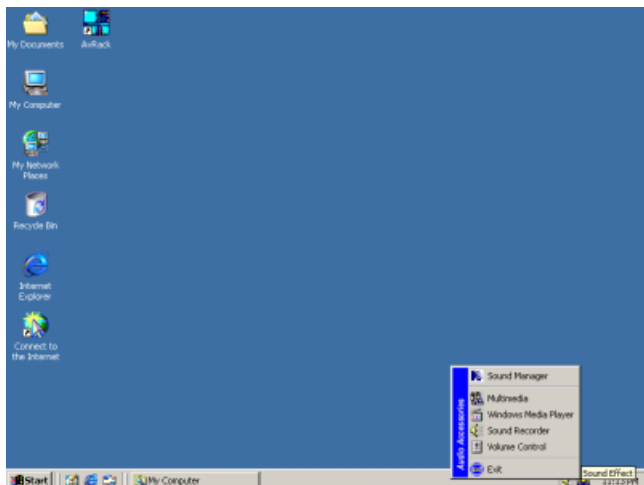 My Documents
AvRack
My Computer
My Network
Places
Recycle Bin
Internet
Explorer
Connect to
the Internet
Audio Accessories
Sound Manager
Multimedia
Windows Media Player
Sound Recorder
Volume Control
Exit
Start
My Computer
Sound Effect